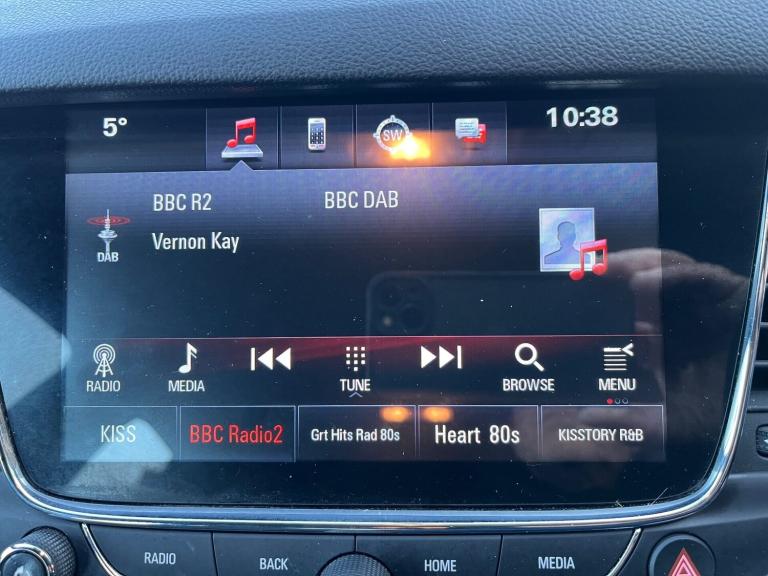 5°
SW
10:38
BBC R2
BBC DAB
DAB
Vernon Kay
RADIO
MEDIA
TUNE
BROWSE
MENU
KISS
BBC Radio2
Grt Hits Rad 80s
Heart 80s
KISSTORY R&B
RADIO
BACK
HOME
MEDIA